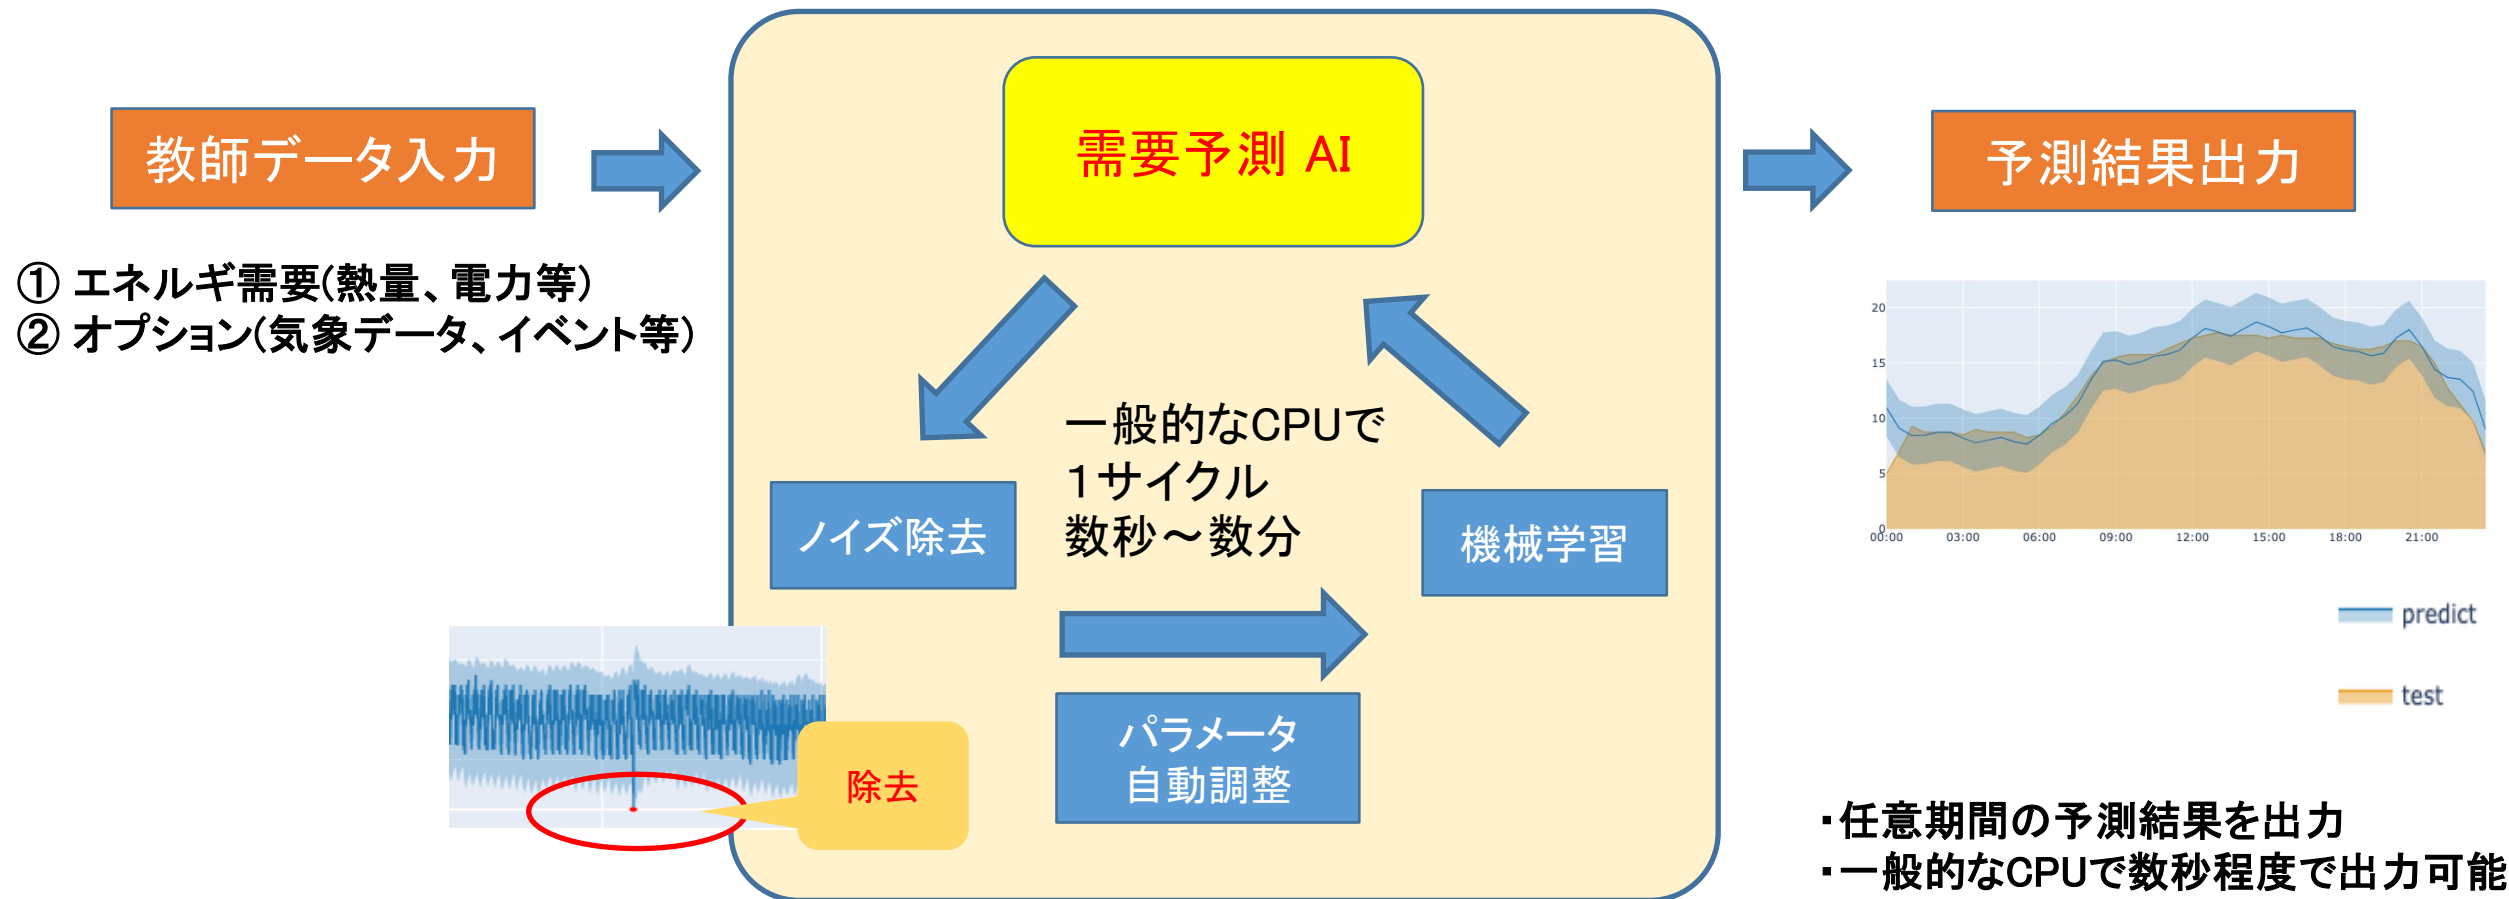 教師データ入力
① エネルギ需要(熱量、電力等)
② オプション(気象データ、イベント等)
需要予測 AI
一般的なCPUで
1サイクル
数秒~数分
ノイズ除去
機械学習
パラメータ
自動調整
除去
予測結果出力
20
15
10
5
0
00:00 03:00 06:00 09:00 12:00 15:00 18:00 21:00
predict
test
・任意期間の予測結果を出力
・一般的なCPUで数秒程度で出力可能